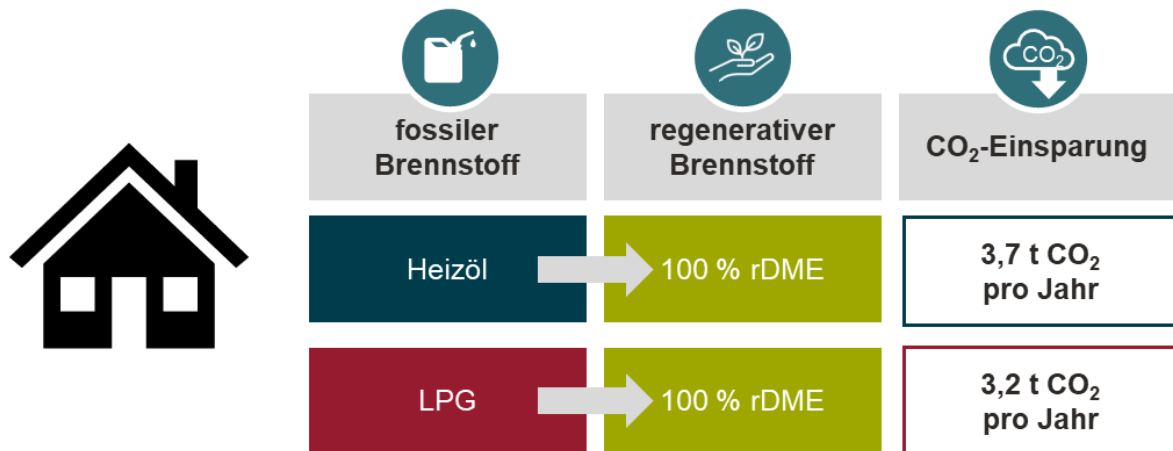 CO₂
fossiler
Brennstoff
regenerativer
Brennstoff
CO₂-Einsparung
Heizöl
100 % rDME
3,7 t CO₂
pro Jahr
LPG
100 % rDME
3,2 t CO₂
pro Jahr